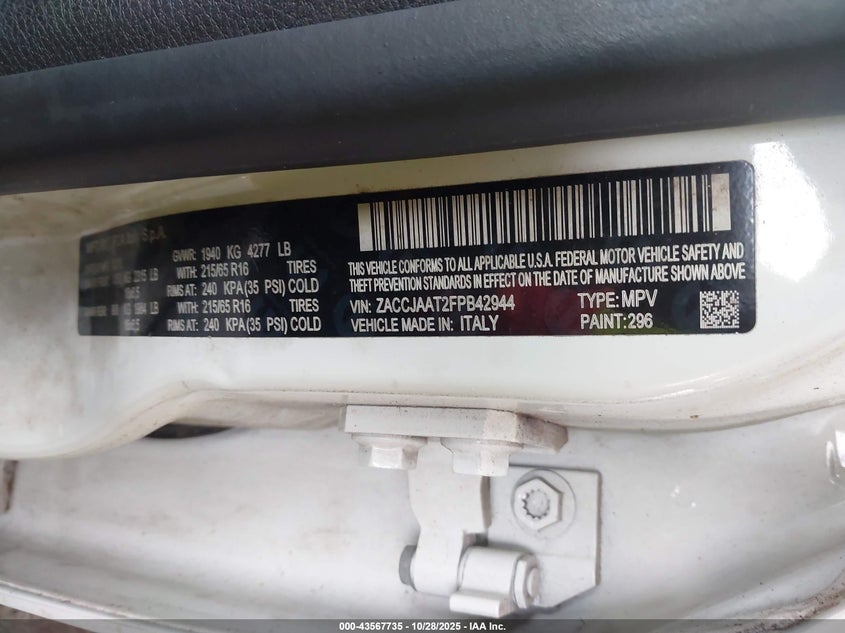 GVWR: 1940 KG 4277 LB
WITH: 215/65 R16 TIRES
RIMS AT: 240 KPA(35 PSI) COLD
WITH: 215/65 R16 TIRES
RIMS AT: 240 KPA(35 PSI) COLD
THIS VEHICLE CONFORMS TO ALL APPLICABLE U.S.A. FEDERAL MOTOR VEHICLE SAFETY AND
THEFT PREVENTION STANDARDS IN EFFECT ON THE DATE OF MANUFACTURE SHOWN ABOVE
VIN: ZACCJAAT2FPB42944 TYPE: MPV
VEHICLE MADE IN: ITALY PAINT: 296
000-43567735 - 10/28/2025 - IAA Inc.